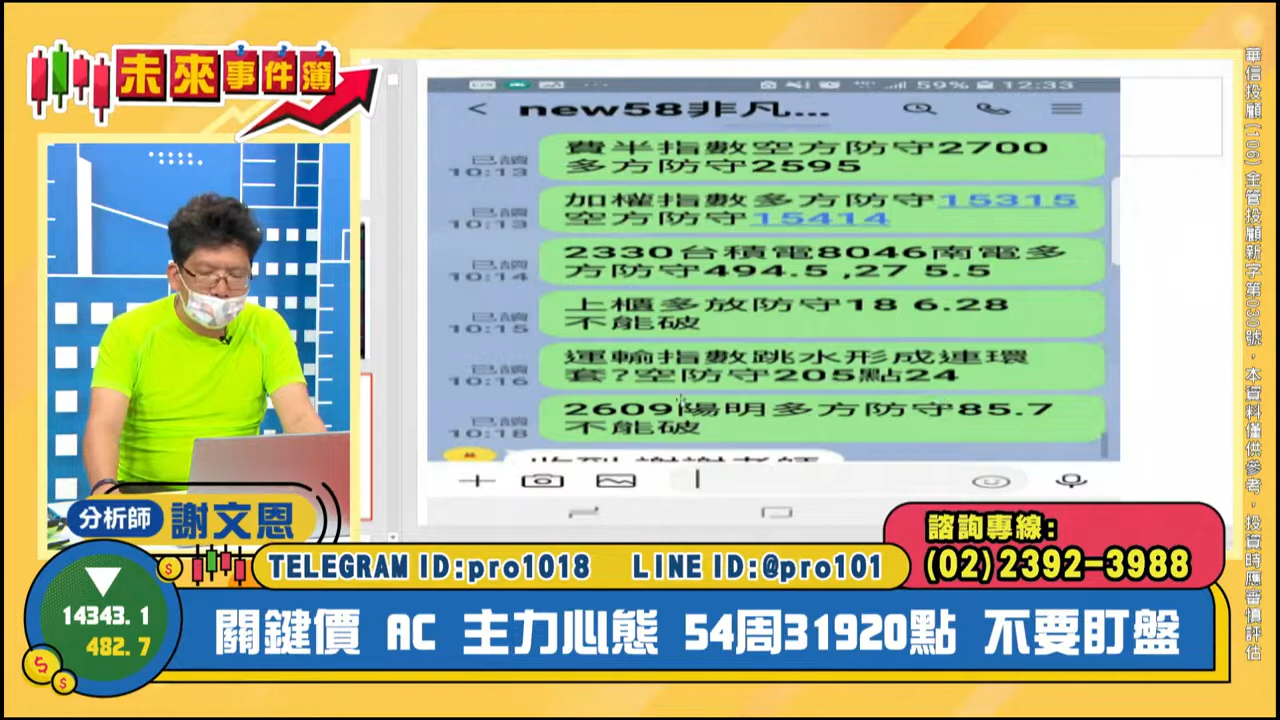 未來事件簿
59% 12:33
new58非凡...
費半指數空方防守2700
多方防守2595
已讀
10:13
加權指數多方防守15315
空方防守15414
已讀
10:13
2330台積電8046南電多
方防守494.5 ,27 5.5
已讀
10:14
上櫃多放防守18 6.28
不能破
已讀
10:15
運輸指數跳水形成連環
套?空防守205點24
已讀
10:16
2609陽明多方防守85.7
不能破
已讀
10:18
收到 謝謝老師
分析師 謝文恩
諮詢專線:
(02)2392-3988
TELEGRAM ID:pro1018 LINE ID:@pro101
14343.1
482.7
關鍵價 AC 主力心態 54周31920點 不要盯盤
華信投顧(106)金管投顧新字第030號,本資料僅供參考,投資時應審慎評估